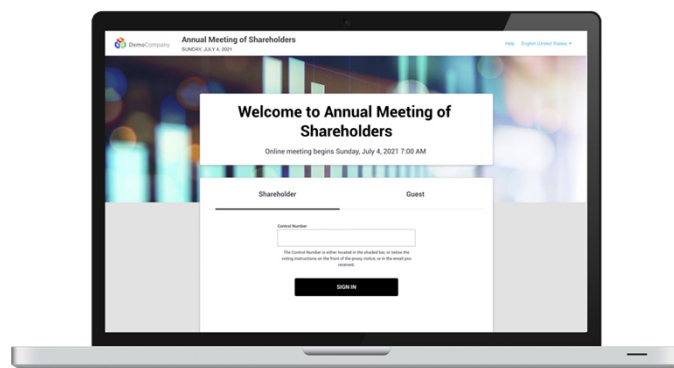 DemoCompany
Annual Meeting of Shareholders
SUNDAY, JULY 4, 2021
Help English (United States)
Welcome to Annual Meeting of
Shareholders
Online meeting begins Sunday, July 4, 2021 7:00 AM
Shareholder Guest
Control Number
The Control Number is either located in the shaded bar, or below the
voting instructions on the front of the proxy notice, or in the email you
received.
SIGN IN